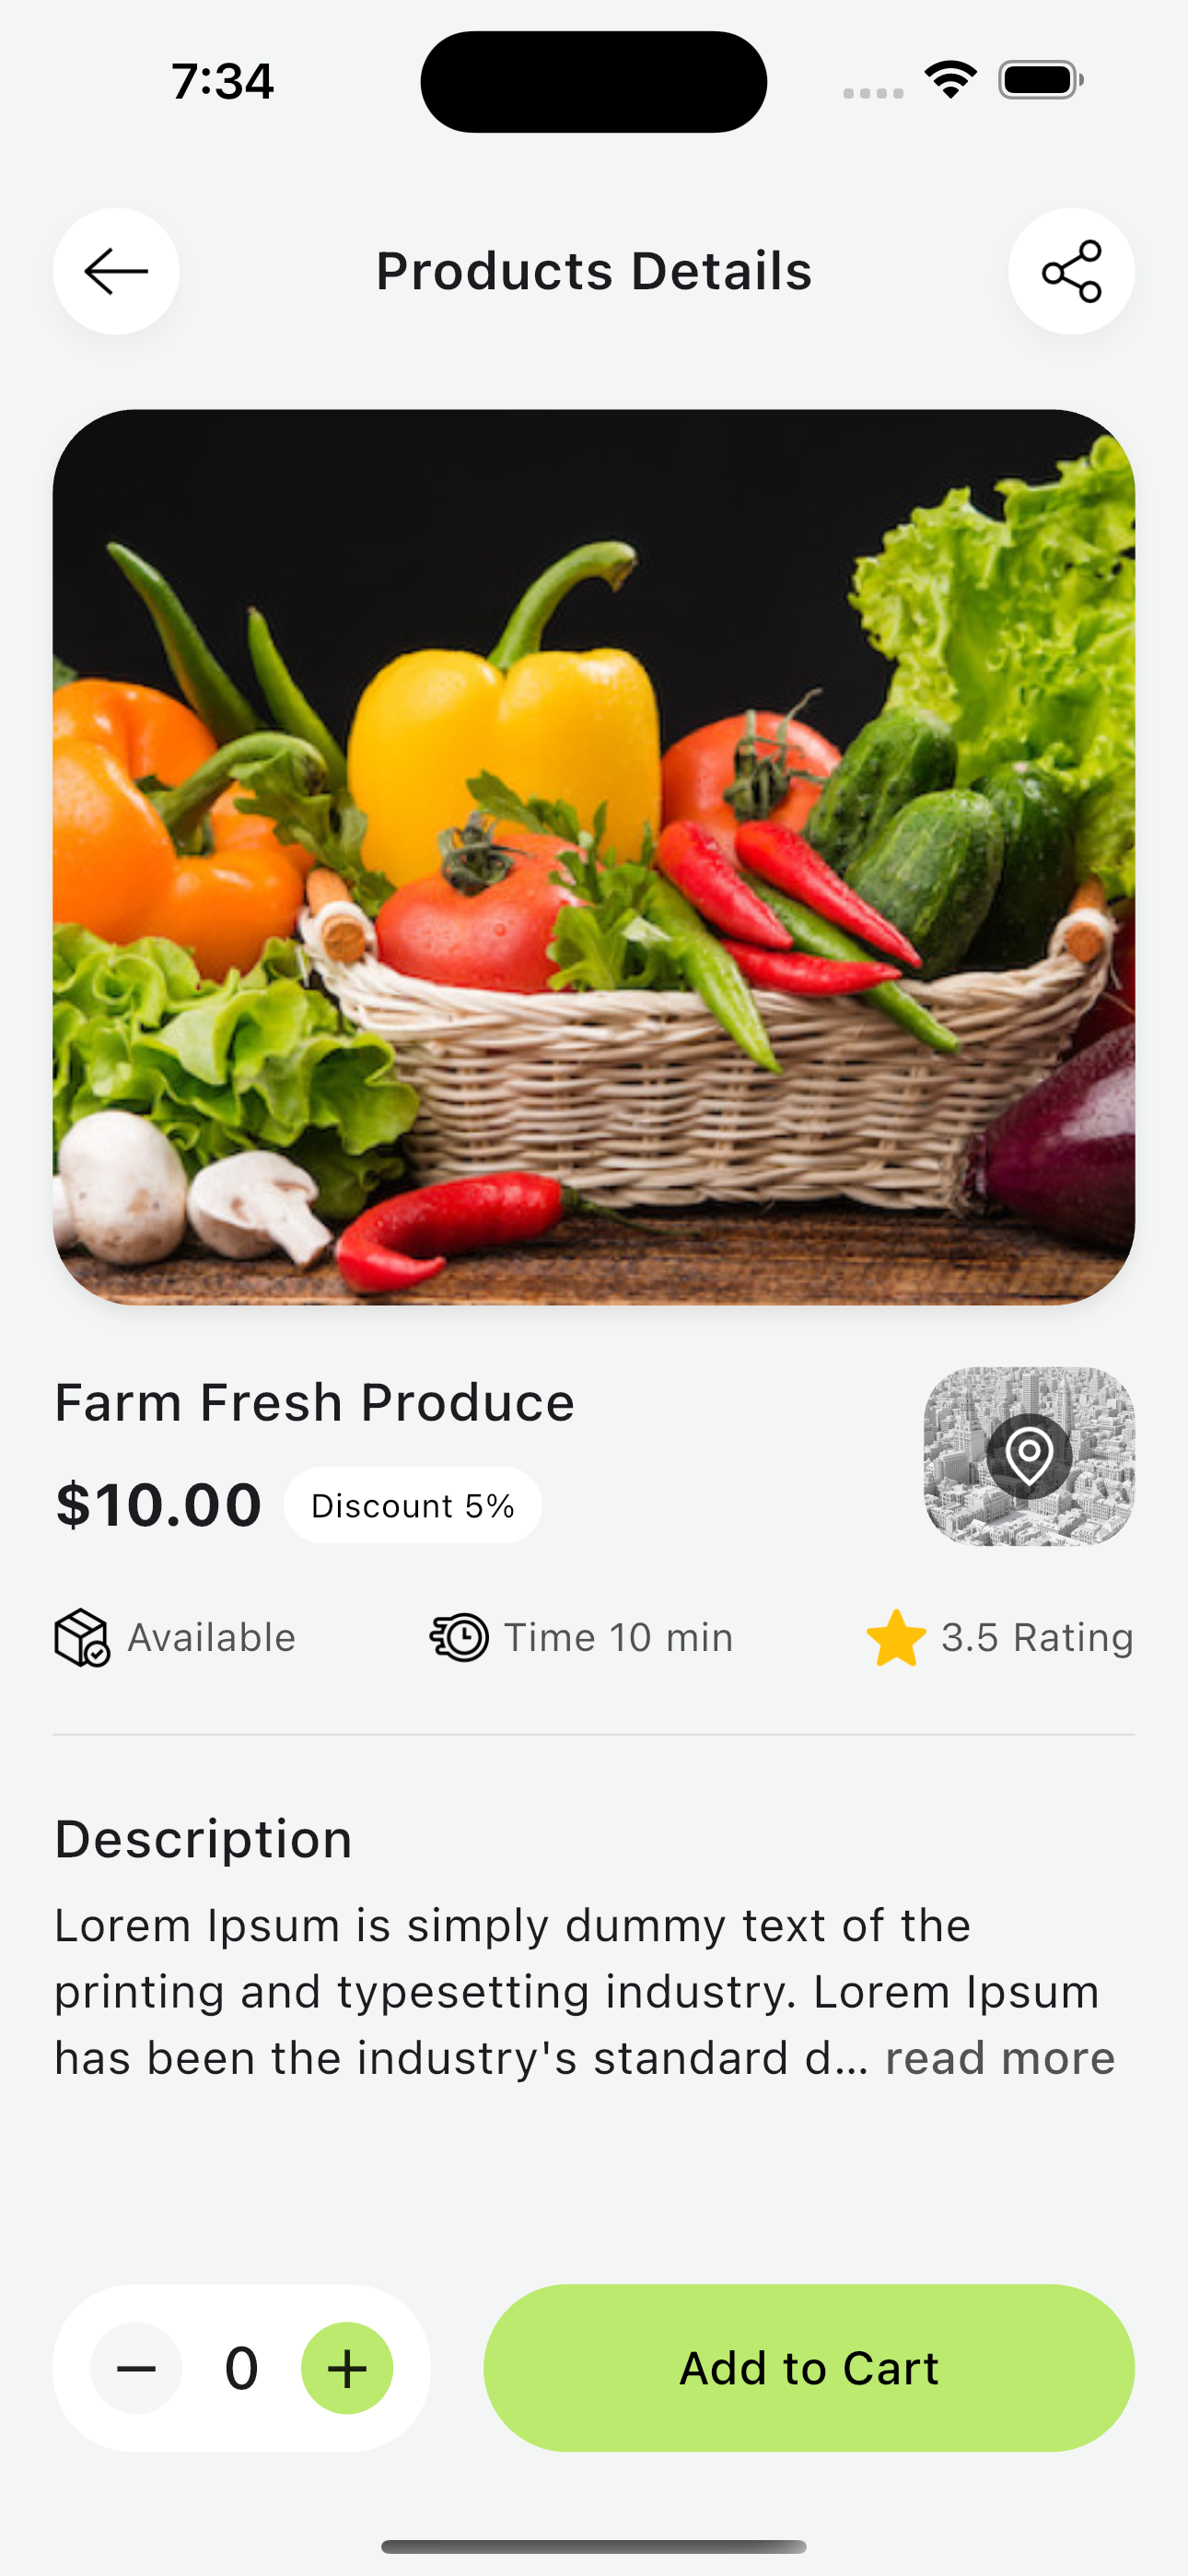 7:34
Products Details
Farm Fresh Produce
$10.00 Discount 5%
Available Time 10 min 3.5 Rating
Description
Lorem Ipsum is simply dummy text of the
printing and typesetting industry. Lorem Ipsum
has been the industry's standard d... read more
0 Add to Cart